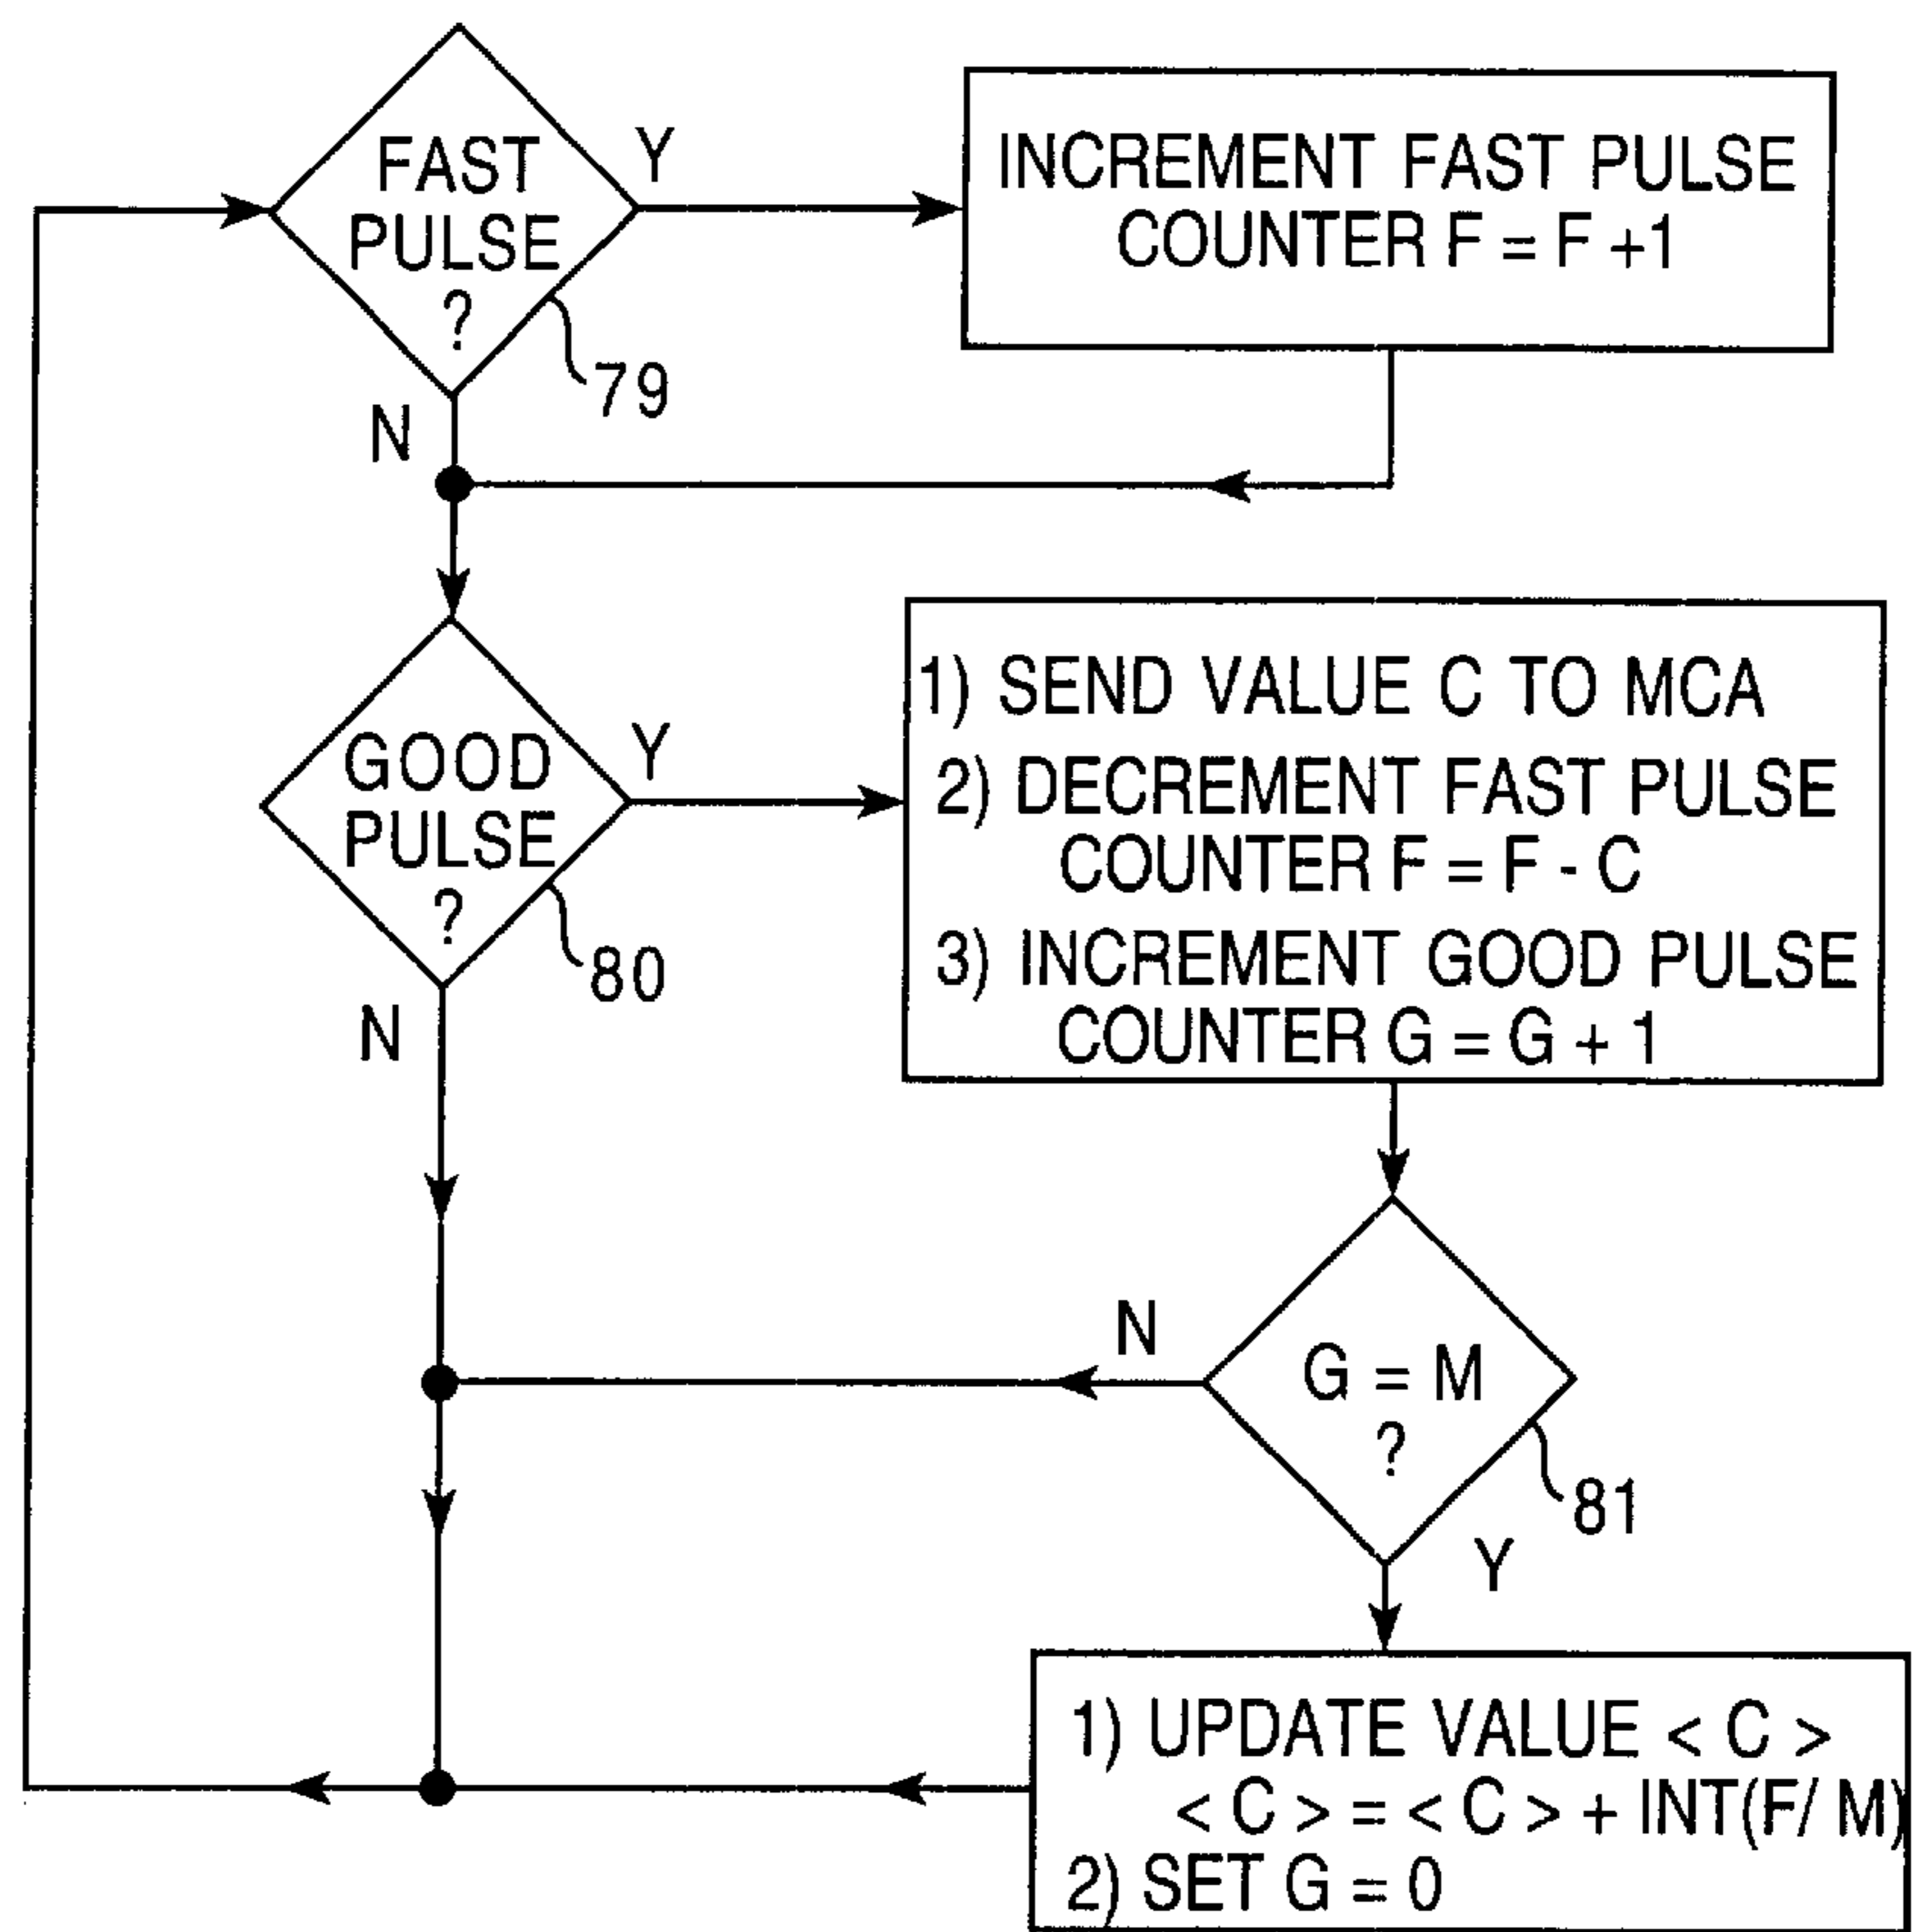 FAST
PULSE
?
79
Y
N
INCREMENT FAST PULSE
COUNTER F = F +1
GOOD
PULSE
?
80
Y
N
1) SEND VALUE C TO MCA
2) DECREMENT FAST PULSE
COUNTER F = F - C
3) INCREMENT GOOD PULSE
COUNTER G = G + 1
G = M
?
81
N
Y
1) UPDATE VALUE < C >
< C > = < C > + INT(F/ M)
2) SET G = 0